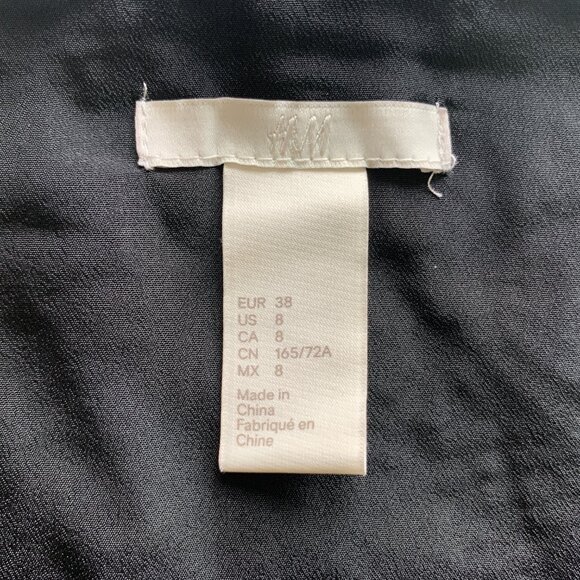 H&M
EUR 38
US 8
CA 8
CN 165/72A
MX 8
Made in
China
Fabriqué en
Chine